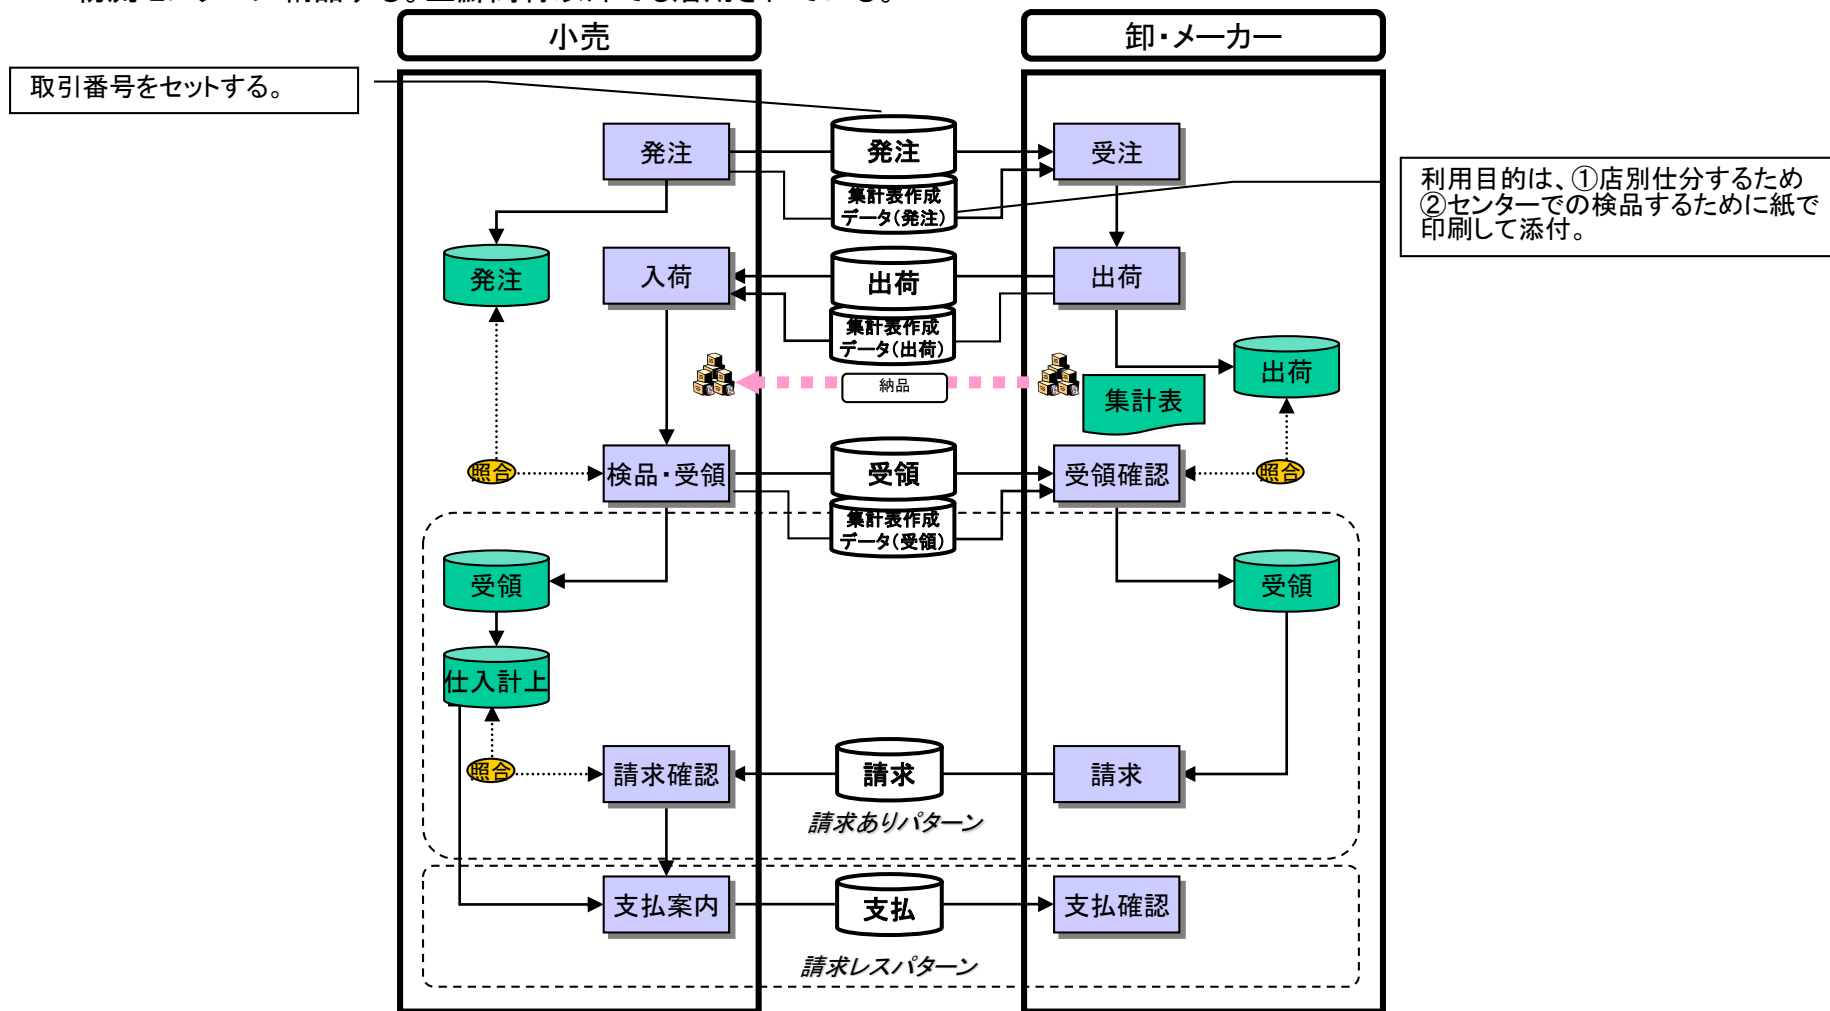 小売
卸・メーカー
取引番号をセットする。
発注
発注
受注
集計表作成
データ(発注)
利用目的は、①店別仕分するため
②センターでの検品するために紙で
印刷して添付。
発注
入荷
出荷
出荷
集計表作成
データ(出荷)
納品
集計表
出荷
照合
検品・受領
受領
受領確認
照合
集計表作成
データ(受領)
受領
受領
仕入計上
照合
請求確認
請求
請求
請求ありパターン
支払案内
支払
支払確認
請求レスパターン